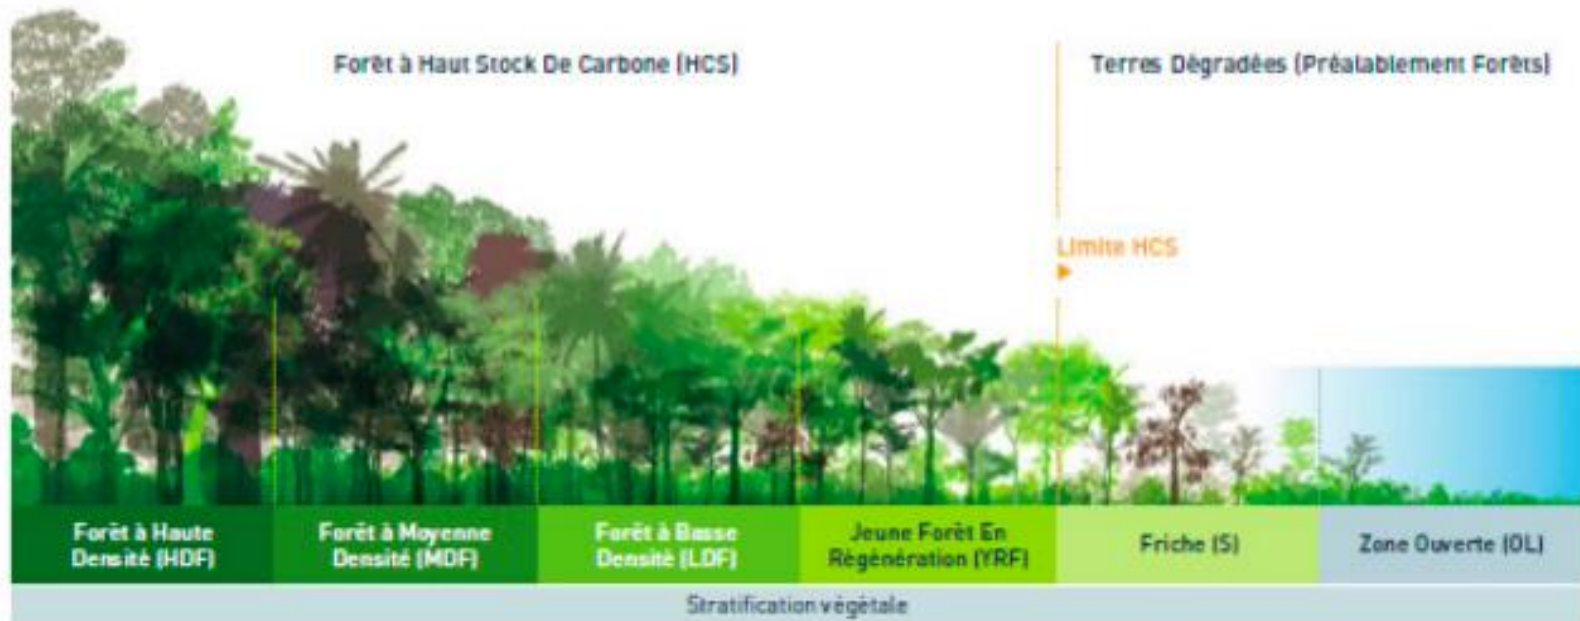 Forêt à Haut Stock De Carbone (HCS)
Terres Dégradées (Préalablement Forêts)
Limite HCS
Forêt à Haute
Densité (HDF)
Forêt à Moyenne
Densité (MDF)
Forêt à Basse
Densité (LDF)
Jeune Forêt En
Régénération (YRF)
Friche (S)
Zone Ouverte (OL)
Stratification végétale